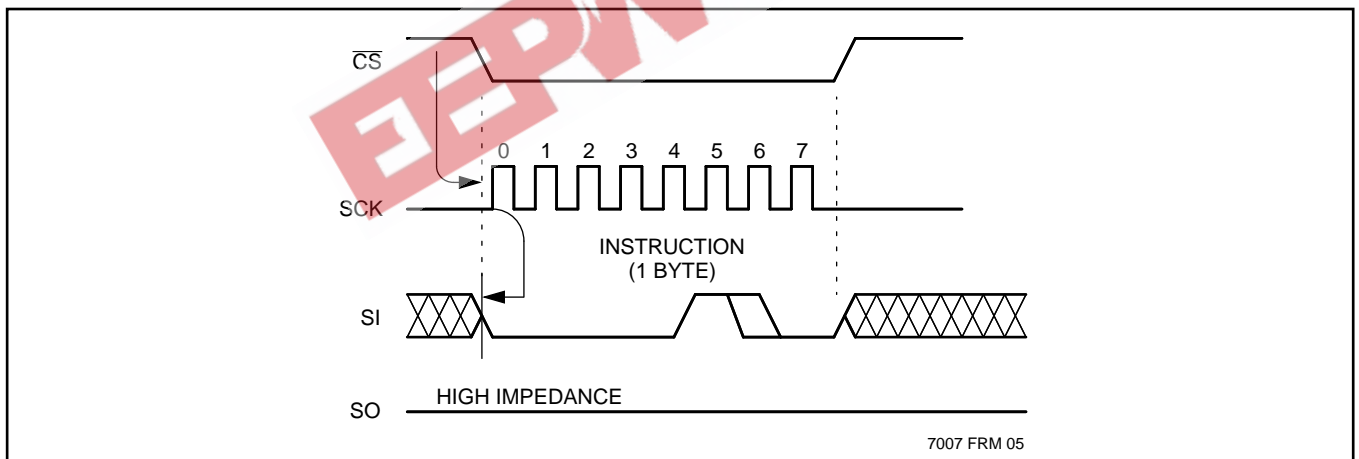 EEPW
CS
0 1 2 3 4 5 6 7
SCK
INSTRUCTION
(1 BYTE)
SI
HIGH IMPEDANCE
SO
7007 FRM 05